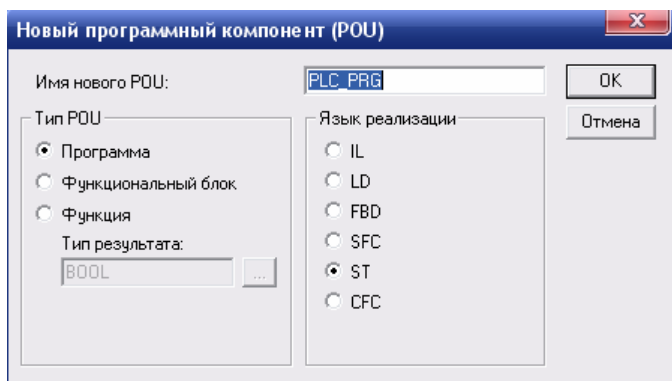 Новый программный компонент (POU)
Имя нового POU:
PLC_PRG
OK
Отмена
Тип POU
Программа
Функциональный блок
Функция
Тип результата:
BOOL
...
Язык реализации
IL
LD
FBD
SFC
ST
CFC